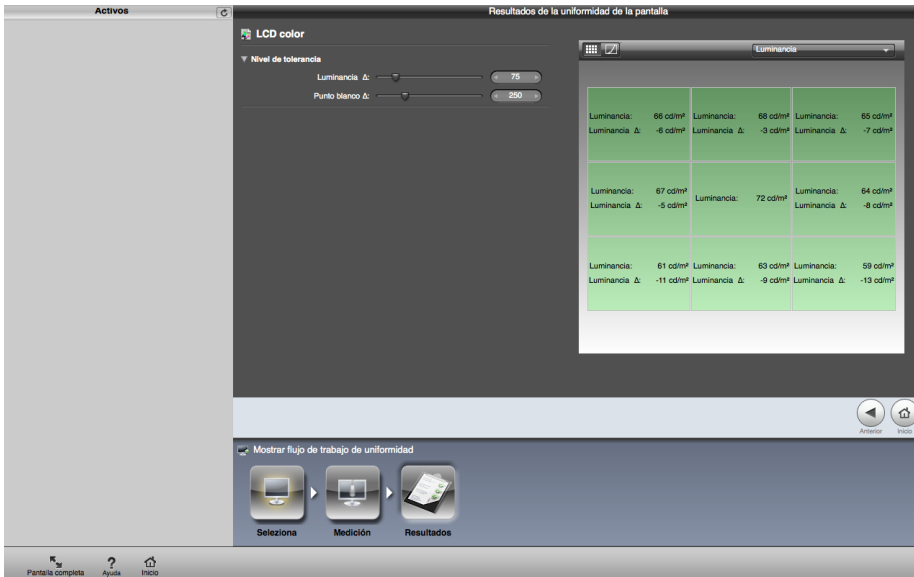 Activos
Resultados de la uniformidad de la pantalla
LCD color
Nivel de tolerancia
Luminancia Δ: 75
Punto blanco Δ: 250
Luminancia
Luminancia: 66 cd/m² Luminancia: 68 cd/m² Luminancia: 65 cd/m²
Luminancia Δ: -6 cd/m² Luminancia Δ: -3 cd/m² Luminancia Δ: -7 cd/m²
Luminancia: 67 cd/m² Luminancia: 72 cd/m² Luminancia: 64 cd/m²
Luminancia Δ: -5 cd/m² Luminancia Δ: -8 cd/m²
Luminancia: 61 cd/m² Luminancia: 63 cd/m² Luminancia: 59 cd/m²
Luminancia Δ: -11 cd/m² Luminancia Δ: -9 cd/m² Luminancia Δ: -13 cd/m²
Anterior Inicio
Mostrar flujo de trabajo de uniformidad
Seleziona Medición Resultados
Pantalla completa ? Ayuda Inicio